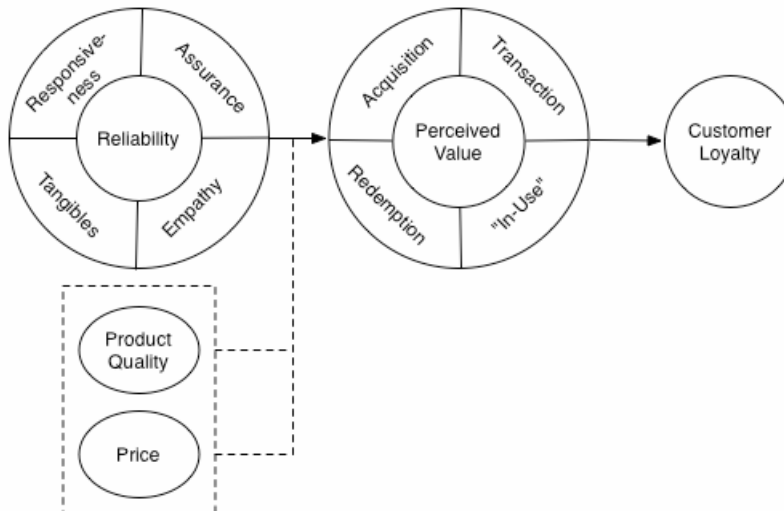 Responsive-
ness
Assurance
Reliability
Tangibles
Empathy
Acquisition
Transaction
Perceived
Value
Redemption
"In-Use"
Customer
Loyalty
Product
Quality
Price